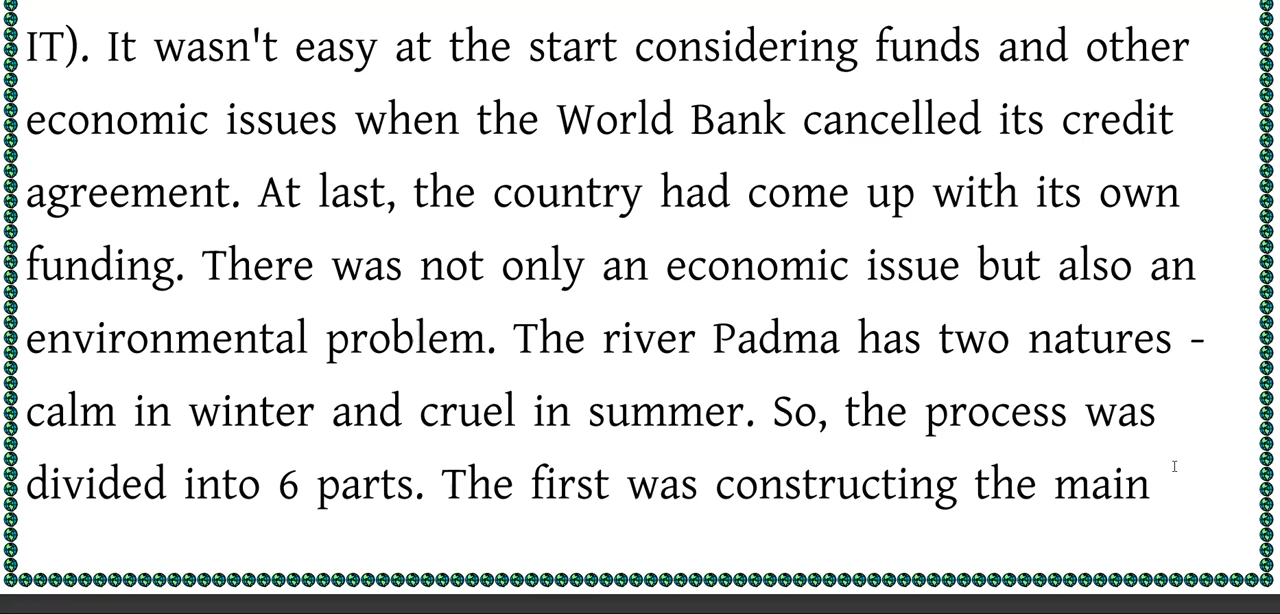 IT). It wasn't easy at the start considering funds and other
economic issues when the World Bank cancelled its credit
agreement. At last, the country had come up with its own
funding. There was not only an economic issue but also an
environmental problem. The river Padma has two natures -
calm in winter and cruel in summer. So, the process was
divided into 6 parts. The first was constructing the main